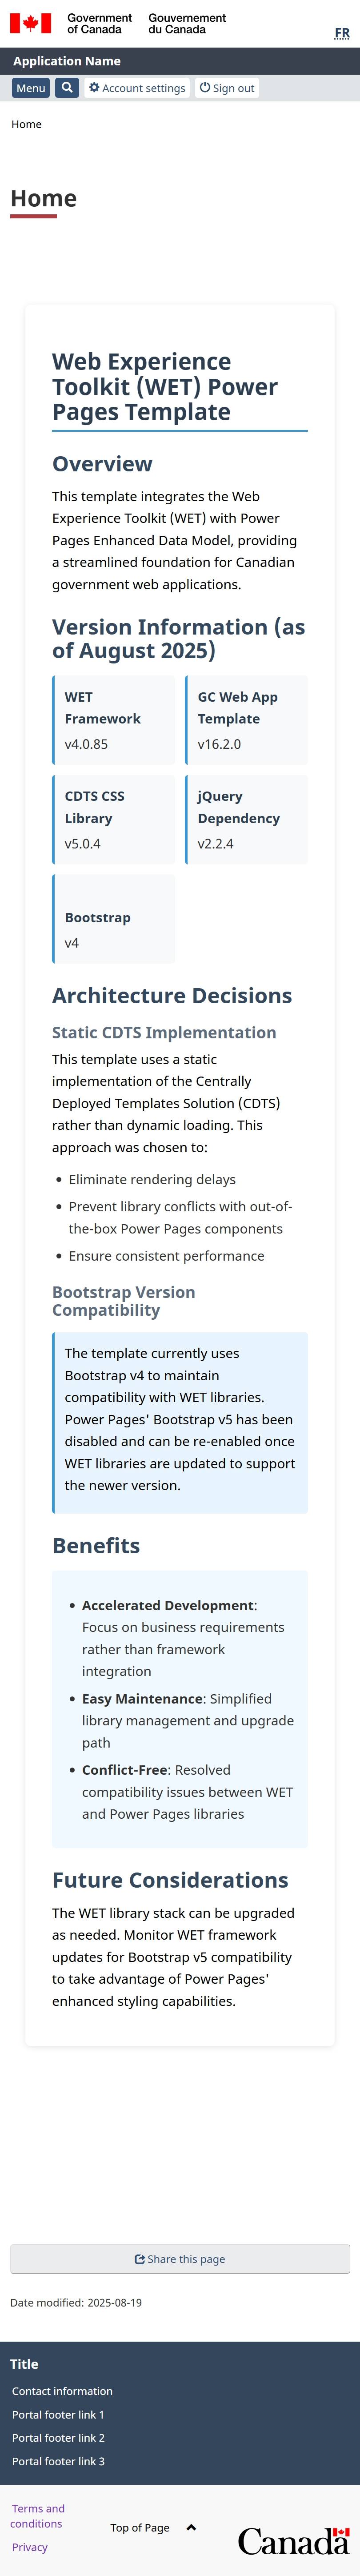 Government of Canada
Gouvernement du Canada
FR
Application Name
Menu
Account settings
Sign out
Home
Home
Web Experience
Toolkit (WET) Power
Pages Template
Overview
This template integrates the Web
Experience Toolkit (WET) with Power
Pages Enhanced Data Model, providing
a streamlined foundation for Canadian
government web applications.
Version Information (as
of August 2025)
WET
Framework
v4.0.85
GC Web App
Template
v16.2.0
CDTS CSS
Library
v5.0.4
jQuery
Dependency
v2.2.4
Bootstrap
v4
Architecture Decisions
Static CDTS Implementation
This template uses a static
implementation of the Centrally
Deployed Templates Solution (CDTS)
rather than dynamic loading. This
approach was chosen to:
Eliminate rendering delays
Prevent library conflicts with out-of-
the-box Power Pages components
Ensure consistent performance
Bootstrap Version
Compatibility
The template currently uses
Bootstrap v4 to maintain
compatibility with WET libraries.
Power Pages' Bootstrap v5 has been
disabled and can be re-enabled once
WET libraries are updated to support
the newer version.
Benefits
Accelerated Development:
Focus on business requirements
rather than framework
integration
Easy Maintenance: Simplified
library management and upgrade
path
Conflict-Free: Resolved
compatibility issues between WET
and Power Pages libraries
Future Considerations
The WET library stack can be upgraded
as needed. Monitor WET framework
updates for Bootstrap v5 compatibility
to take advantage of Power Pages'
enhanced styling capabilities.
Share this page
Date modified: 2025-08-19
Title
Contact information
Portal footer link 1
Portal footer link 2
Portal footer link 3
Terms and
conditions
Privacy
Top of Page
Canada